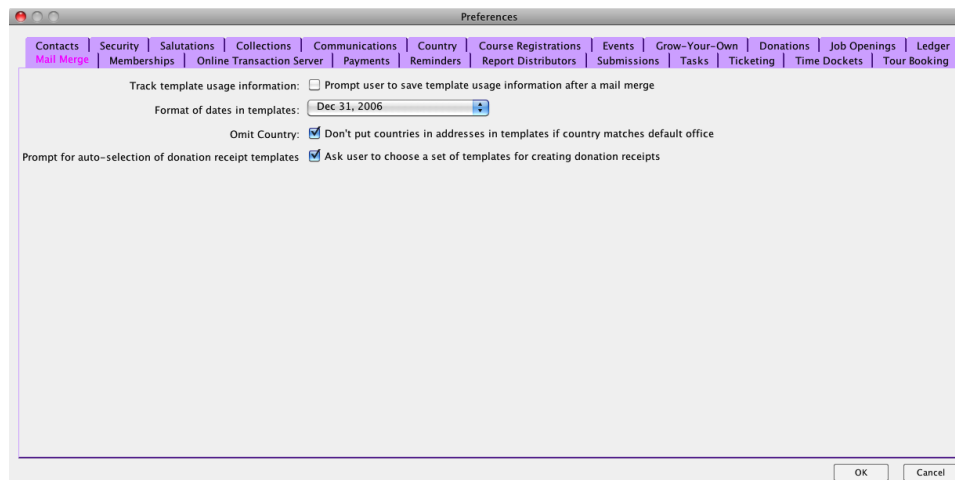 Preferences
Contacts Security Salutations Collections Communications Country Course Registrations Events Grow-Your-Own Donations Job Openings Ledger
Mail Merge Memberships Online Transaction Server Payments Reminders Report Distributors Submissions Tasks Ticketing Time Dockets Tour Booking
Track template usage information: Prompt user to save template usage information after a mail merge
Format of dates in templates: Dec 31, 2006
Omit Country: Don't put countries in addresses in templates if country matches default office
Prompt for auto-selection of donation receipt templates Ask user to choose a set of templates for creating donation receipts
OK Cancel